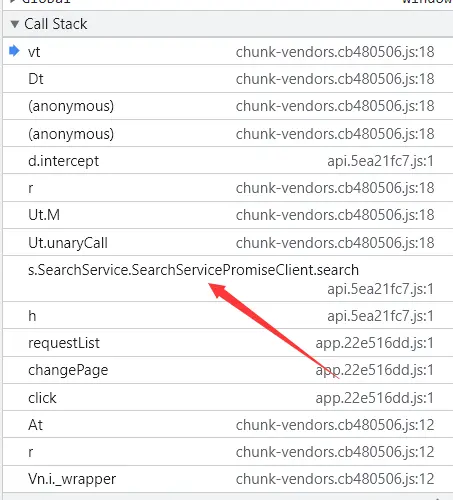 Call Stack
vt chunk-vendors.cb480506.js:18
Dt chunk-vendors.cb480506.js:18
(anonymous) chunk-vendors.cb480506.js:18
(anonymous) chunk-vendors.cb480506.js:18
d.intercept api.5ea21fc7.js:1
r chunk-vendors.cb480506.js:18
Ut.M chunk-vendors.cb480506.js:18
Ut.unaryCall chunk-vendors.cb480506.js:18
s.SearchService.SearchServicePromiseClient.search
api.5ea21fc7.js:1
h api.5ea21fc7.js:1
requestList app.22e516dd.js:1
changePage app.22e516dd.js:1
click app.22e516dd.js:1
At chunk-vendors.cb480506.js:12
r chunk-vendors.cb480506.js:12
Vn.i._wrapper chunk-vendors.cb480506.js:12